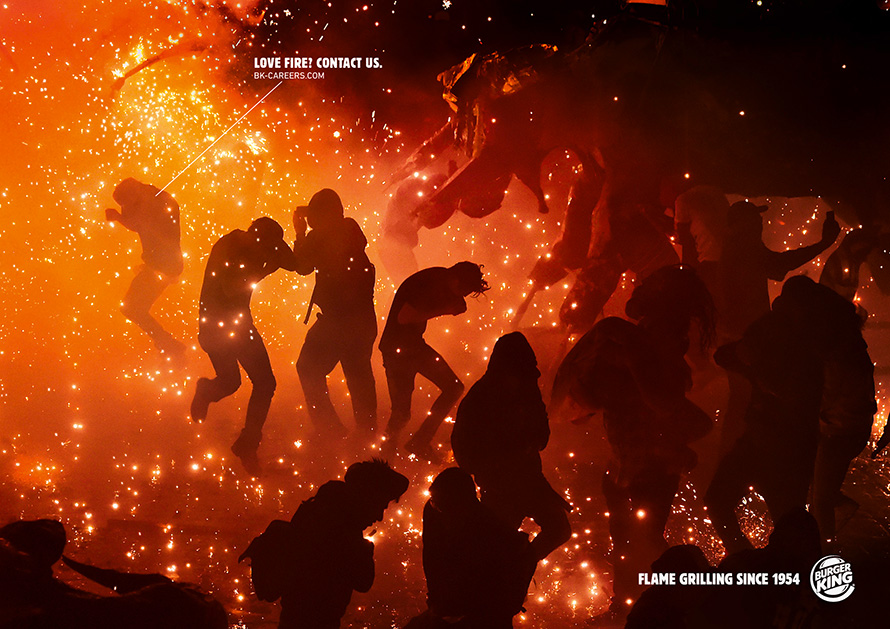 LOVE FIRE? CONTACT US.
BK-CAREERS.COM
FLAME GRILLING SINCE 1954
BURGER
KING